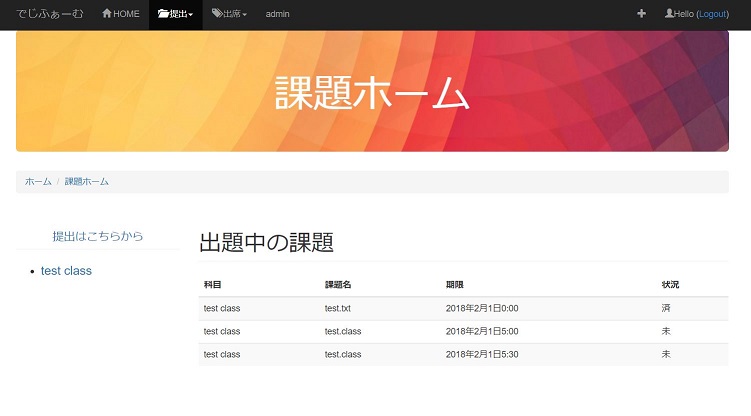 でじふぁーむ HOME 提出 出席 admin Hello (Logout)
課題ホーム
ホーム / 課題ホーム
提出はこちらから
test class
出題中の課題
科目 課題名 期限 状況
test class test.txt 2018年2月1日0:00 済
test class test.class 2018年2月1日5:00 未
test class test.class 2018年2月1日5:30 未